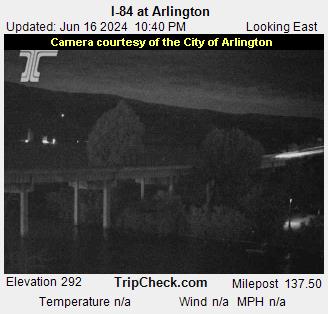 I-84 at Arlington
Updated: Jun 16 2024 10:40 PM Looking East
Camera courtesy of the City of Arlington
Elevation 292 TripCheck.com Milepost 137.50
Temperature n/a Wind n/a MPH n/a